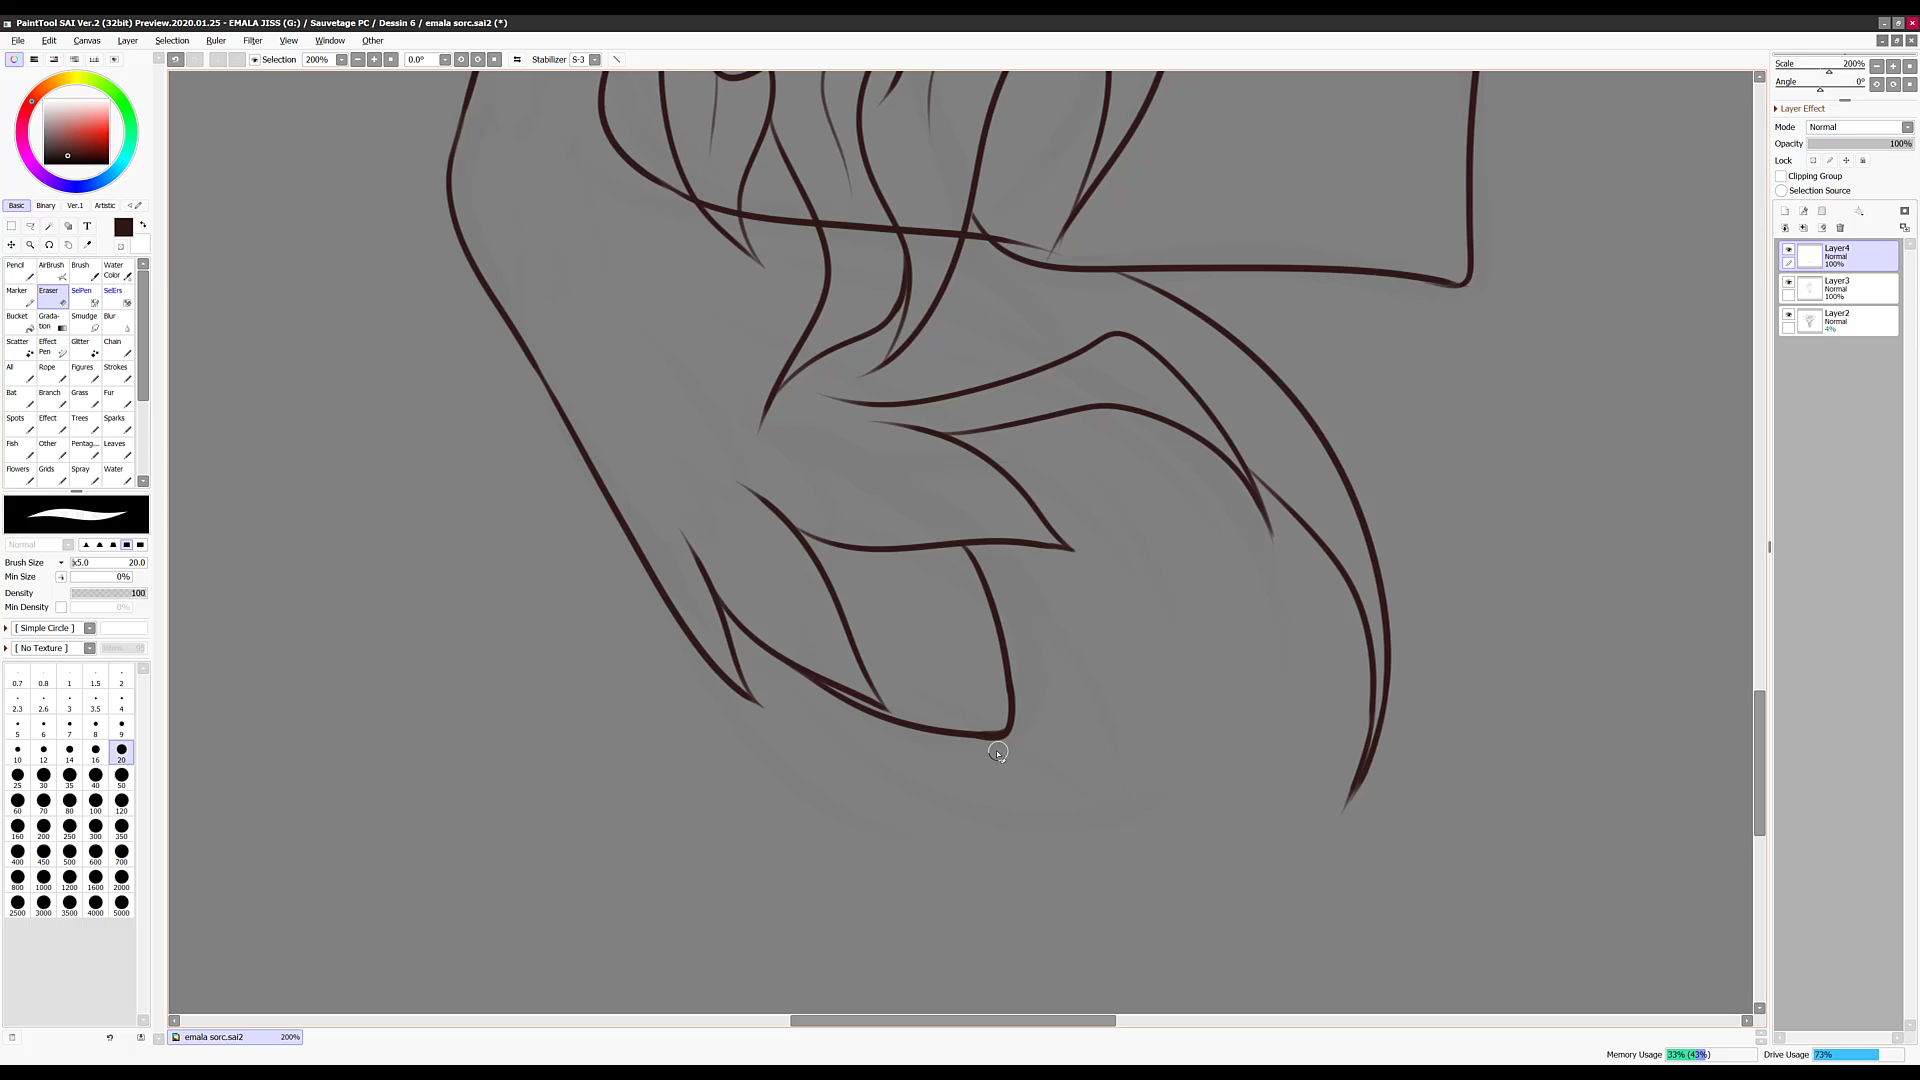 PaintTool SAI Ver.2 (32bit) Preview.2020.01.25 - EMALA JISS (G:) / Sauvetage PC / Dessin 6 / emala sorc.sai2 (*)
File Edit Canvas Layer Selection Ruler Filter View Window Other
Selection 200% 0.0° Stabilizer S-3
Basic Binary Ver.1 Artistic
T
Pencil AirBrush Brush Water Color
Marker Eraser SelPen SelErs
Bucket Grada-tion Smudge Blur
Scatter Effect Pen Glitter Chain
All Rope Figures Strokes
Bat Branch Grass Fur
Spots Effect Trees Sparks
Fish Other Pentag... Leaves
Flowers Grids Spray Water
Normal
Brush Size x5.0 20.0
Min Size 0%
Density 100
Min Density 0%
[ Simple Circle ]
[ No Texture ]
0.7 0.8 1 1.5 2
2.3 2.6 3 3.5 4
5 6 7 8 9
10 12 14 16 20
25 30 35 40 50
60 70 80 100 120
160 200 250 300 350
400 450 500 600 700
800 1000 1200 1600 2000
2500 3000 3500 4000 5000
emala sorc.sai2 200%
Scale 200%
Angle 0°
Layer Effect
Mode Normal
Opacity 100%
Lock
Clipping Group
Selection Source
Layer4
Normal
100%
Layer3
Normal
100%
Layer2
Normal
4%
Memory Usage 33% (43%) Drive Usage 73%